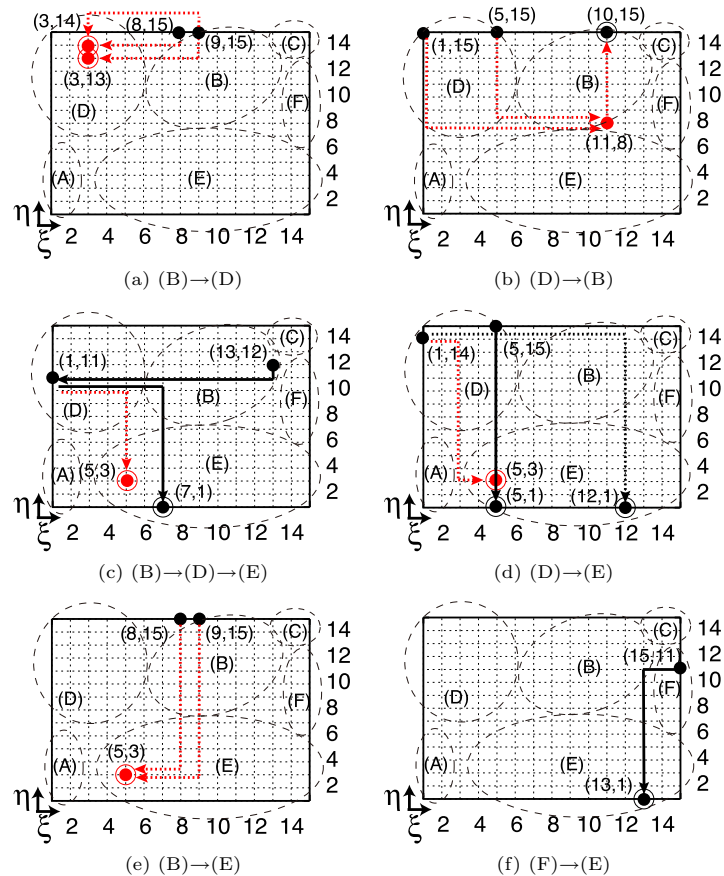 (3,14) (8,15) (9,15) (C) 14
(3,13) (B) 12
(D) (F) 10
8
6
(A) (E) 4
2
η
ξ 2 4 6 8 10 12 14
(a) (B)→(D)
(1,15) (5,15) (10,15) (C) 14
(D) (B) 12
(F) 10
(11,8) 8
6
(A) (E) 4
2
η
ξ 2 4 6 8 10 12 14
(b) (D)→(B)
(1,11) (13,12) (C) 14
12
(D) (B) (F) 10
8
6
(A) (5,3) (E) 4
(7,1) 2
η
ξ 2 4 6 8 10 12 14
(c) (B)→(D)→(E)
(1,14) (5,15) (C) 14
(D) (B) 12
(F) 10
8
6
(A) (5,3) (E) 4
(5,1) (12,1) 2
η
ξ 2 4 6 8 10 12 14
(d) (D)→(E)
(8,15) (9,15) (C) 14
(B) 12
(D) (F) 10
8
6
(5,3)
(A) (E) 4
2
η
ξ 2 4 6 8 10 12 14
(e) (B)→(E)
(C) 14
(B) (15,11) 12
(D) (F) 10
8
6
(A) (E) 4
(13,1) 2
η
ξ 2 4 6 8 10 12 14
(f) (F)→(E)